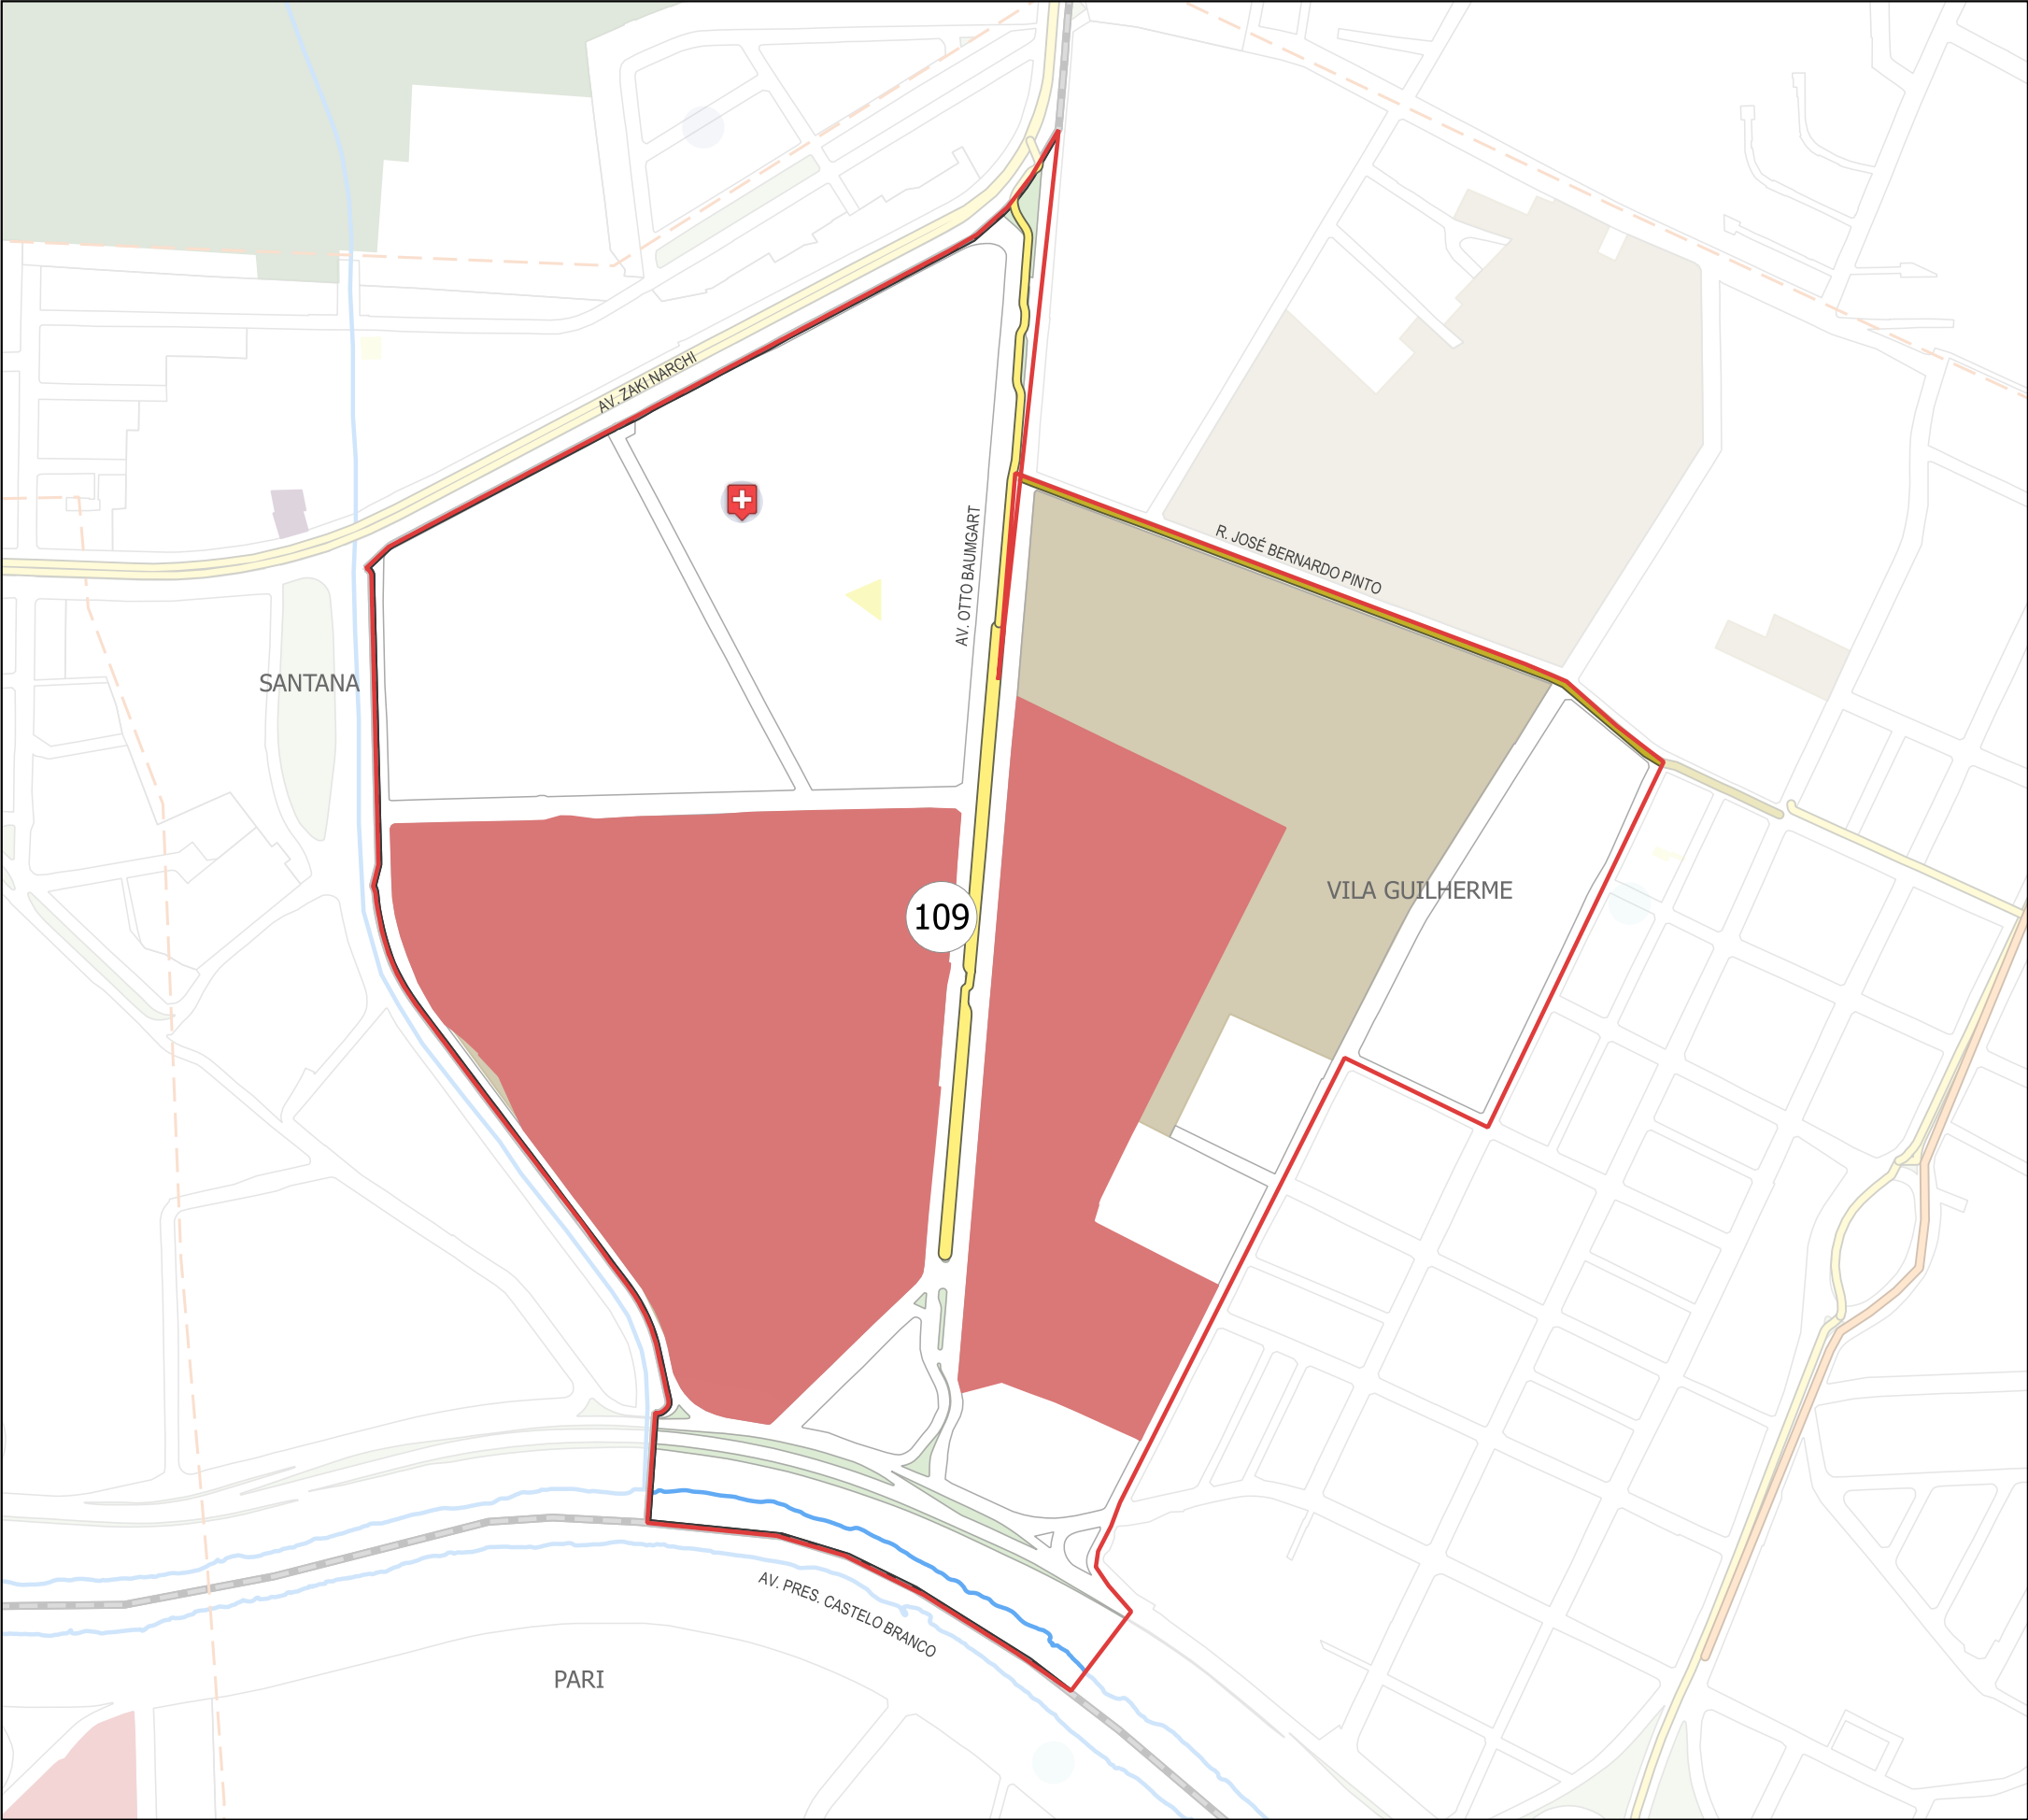 AV. ZAKI NARCHI
AV. OTTO BAUMGART
R. JOSÉ BERNARDO PINTO
SANTANA
VILA GUILHERME
109
AV. PRES. CASTELO BRANCO
PARI